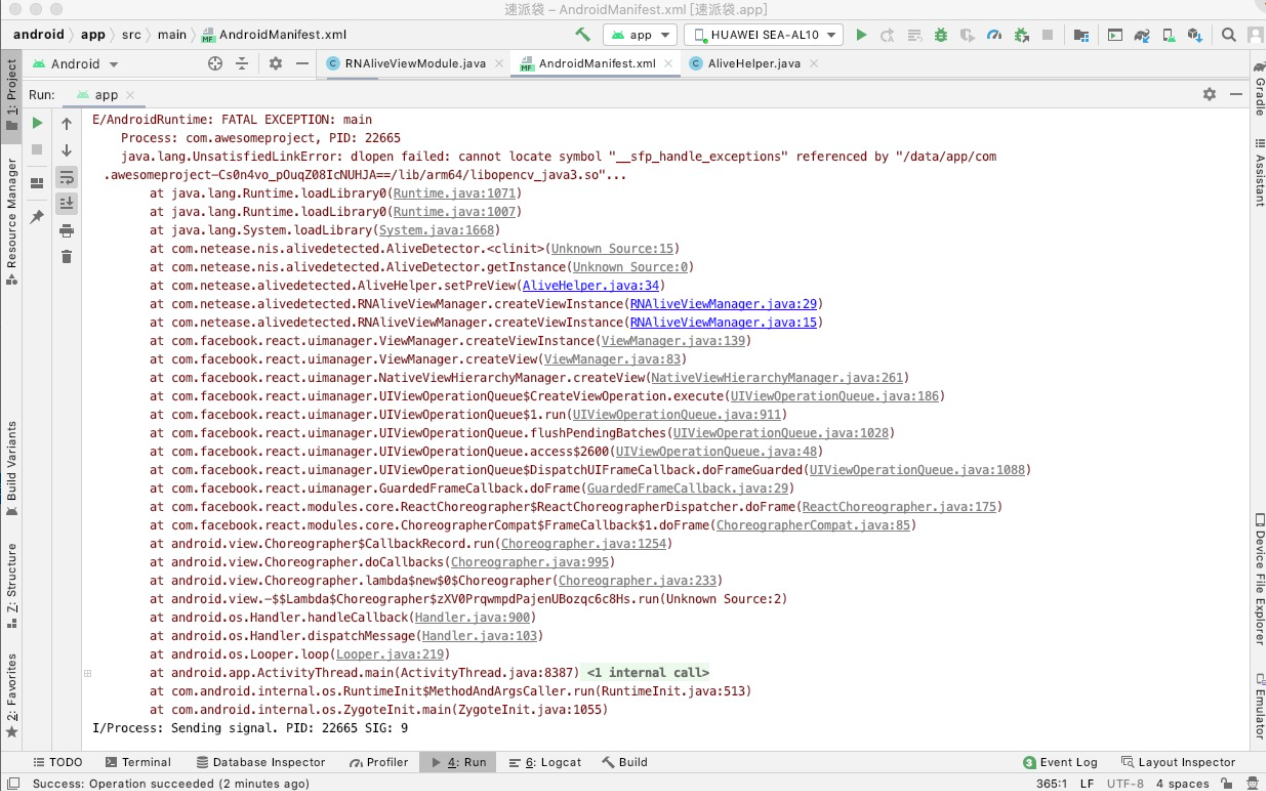 速派袋 – AndroidManifest.xml [速派袋.app]
android app src main AndroidManifest.xml app HUAWEI SEA-AL10
Android RNAliveViewModule.java AndroidManifest.xml AliveHelper.java
Run: app
E/AndroidRuntime: FATAL EXCEPTION: main
Process: com.awesomeproject, PID: 22665
java.lang.UnsatisfiedLinkError: dlopen failed: cannot locate symbol "__sfp_handle_exceptions" referenced by "/data/app/com
.awesomeproject-Cs0n4vo_pOuqZ08IcNUHJA==/lib/arm64/libopencv_java3.so"...
at java.lang.Runtime.loadLibrary0(Runtime.java:1071)
at java.lang.Runtime.loadLibrary0(Runtime.java:1007)
at java.lang.System.loadLibrary(System.java:1668)
at com.netease.nis.alivedetected.AliveDetector.<clinit>(Unknown Source:15)
at com.netease.nis.alivedetected.AliveDetector.getInstance(Unknown Source:0)
at com.netease.alivedetected.AliveHelper.setPreView(AliveHelper.java:34)
at com.netease.alivedetected.RNAliveViewManager.createViewInstance(RNAliveViewManager.java:29)
at com.netease.alivedetected.RNAliveViewManager.createViewInstance(RNAliveViewManager.java:15)
at com.facebook.react.uimanager.ViewManager.createViewInstance(ViewManager.java:139)
at com.facebook.react.uimanager.ViewManager.createView(ViewManager.java:83)
at com.facebook.react.uimanager.NativeViewHierarchyManager.createView(NativeViewHierarchyManager.java:261)
at com.facebook.react.uimanager.UIViewOperationQueue$CreateViewOperation.execute(UIViewOperationQueue.java:186)
at com.facebook.react.uimanager.UIViewOperationQueue$1.run(UIViewOperationQueue.java:911)
at com.facebook.react.uimanager.UIViewOperationQueue.flushPendingBatches(UIViewOperationQueue.java:1028)
at com.facebook.react.uimanager.UIViewOperationQueue.access$2600(UIViewOperationQueue.java:48)
at com.facebook.react.uimanager.UIViewOperationQueue$DispatchUIFrameCallback.doFrameGuarded(UIViewOperationQueue.java:1088)
at com.facebook.react.uimanager.GuardedFrameCallback.doFrame(GuardedFrameCallback.java:29)
at com.facebook.react.modules.core.ReactChoreographer$ReactChoreographerDispatcher.doFrame(ReactChoreographer.java:175)
at com.facebook.react.modules.core.ChoreographerCompat$FrameCallback$1.doFrame(ChoreographerCompat.java:85)
at android.view.Choreographer$CallbackRecord.run(Choreographer.java:1254)
at android.view.Choreographer.doCallbacks(Choreographer.java:995)
at android.view.Choreographer.lambda$new$0$Choreographer(Choreographer.java:233)
at android.view.-$$Lambda$Choreographer$zXV0PrqwmpdPajenUBozqc6c8Hs.run(Unknown Source:2)
at android.os.Handler.handleCallback(Handler.java:900)
at android.os.Handler.dispatchMessage(Handler.java:103)
at android.os.Looper.loop(Looper.java:219)
at android.app.ActivityThread.main(ActivityThread.java:8387) <1 internal call>
at com.android.internal.os.RuntimeInit$MethodAndArgsCaller.run(RuntimeInit.java:513)
at com.android.internal.os.ZygoteInit.main(ZygoteInit.java:1055)
I/Process: Sending signal. PID: 22665 SIG: 9
1: Project
Resource Manager
Build Variants
Z: Structure
2: Favorites
Gradle
Assistant
Device File Explorer
Emulator
TODO Terminal Database Inspector Profiler 4: Run 6: Logcat Build 3 Event Log Layout Inspector
Success: Operation succeeded (2 minutes ago) 365:1 LF UTF-8 4 spaces